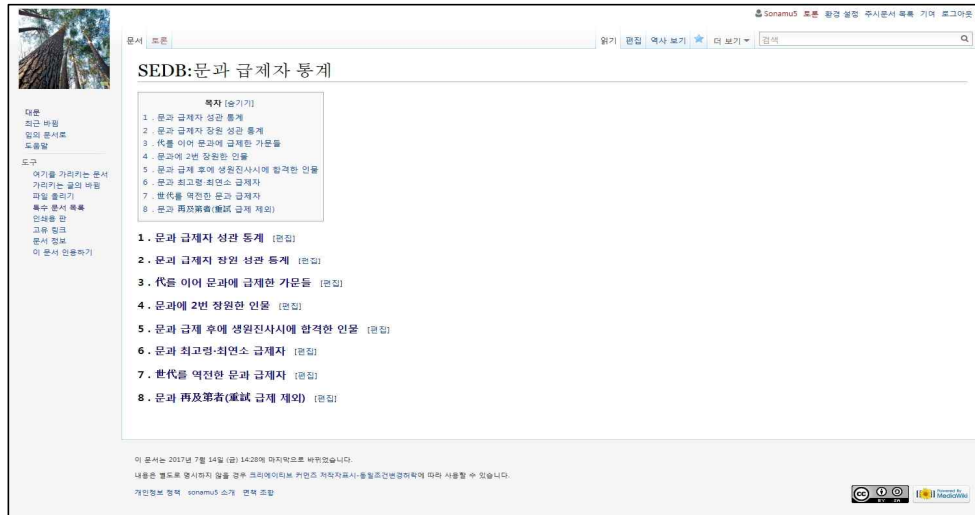 Sonamu5 토론 환경 설정 주시문서 목록 기여 로그아웃
문서 토론
읽기 편집 역사 보기 더 보기 검색
SEDB:문과 급제자 통계
대문
최근 바뀜
임의 문서로
도움말
도구
여기를 가리키는 문서
가리키는 글의 바뀜
파일 올리기
특수 문서 목록
인쇄용 판
고유 링크
문서 정보
이 문서 인용하기
목차 [숨기기]
1 . 문과 급제자 성관 통계
2 . 문과 급제자 장원 성관 통계
3 . 代를 이어 문과에 급제한 가문들
4 . 문과에 2번 장원한 인물
5 . 문과 급제 후에 생원진사시에 합격한 인물
6 . 문과 최고령·최연소 급제자
7 . 世代를 역전한 문과 급제자
8 . 문과 再及第者(重試 급제 제외)
1 . 문과 급제자 성관 통계 [편집]
2 . 문과 급제자 장원 성관 통계 [편집]
3 . 代를 이어 문과에 급제한 가문들 [편집]
4 . 문과에 2번 장원한 인물 [편집]
5 . 문과 급제 후에 생원진사시에 합격한 인물 [편집]
6 . 문과 최고령·최연소 급제자 [편집]
7 . 世代를 역전한 문과 급제자 [편집]
8 . 문과 再及第者(重試 급제 제외) [편집]
이 문서는 2017년 7월 14일 (금) 14:28에 마지막으로 바뀌었습니다.
내용은 별도로 명시하지 않을 경우 크리에이티브 커먼즈 저작자표시-동일조건변경허락에 따라 사용할 수 있습니다.
개인정보 정책 sonamu5 소개 면책 조항
cc BY SA
Powered By MediaWiki